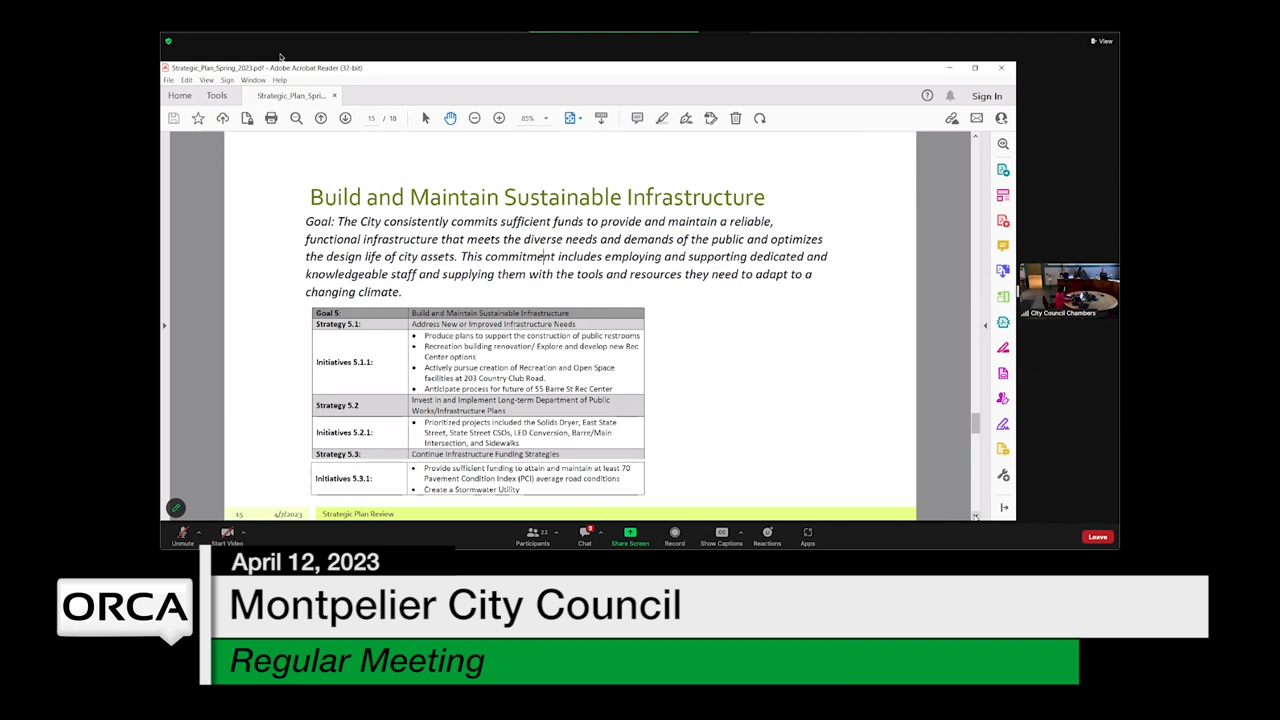 View
Strategic_Plan_Spring_2023.pdf - Adobe Acrobat Reader (32-bit)
File Edit View Sign Window Help
Home Tools Strategic_Plan_Spri... × Sign In
15 / 18 85%
Build and Maintain Sustainable Infrastructure
Goal: The City consistently commits sufficient funds to provide and maintain a reliable,
functional infrastructure that meets the diverse needs and demands of the public and optimizes
the design life of city assets. This commitment includes employing and supporting dedicated and
knowledgeable staff and supplying them with the tools and resources they need to adapt to a
changing climate.
Goal 5: Build and Maintain Sustainable Infrastructure
Strategy 5.1: Address New or Improved Infrastructure Needs
Initiatives 5.1.1:
• Produce plans to support the construction of public restrooms
• Recreation building renovation/ Explore and develop new Rec
Center options
• Actively pursue creation of Recreation and Open Space
facilities at 203 Country Club Road.
• Anticipate process for future of 55 Barre St Rec Center
Strategy 5.2 Invest in and Implement Long-term Department of Public
Works/Infrastructure Plans
Initiatives 5.2.1:
• Prioritized projects included the Solids Dryer, East State
Street, State Street CSOs, LED Conversion, Barre/Main
Intersection, and Sidewalks
Strategy 5.3: Continue Infrastructure Funding Strategies
Initiatives 5.3.1:
• Provide sufficient funding to attain and maintain at least 70
Pavement Condition Index (PCI) average road conditions
• Create a Stormwater Utility
15 4/7/2023 Strategic Plan Review
City Council Chambers
Unmute Start Video Participants 22 Chat 3 Share Screen Record Show Captions Reactions Apps Leave
April 12, 2023
ORCA
Montpelier City Council
Regular Meeting